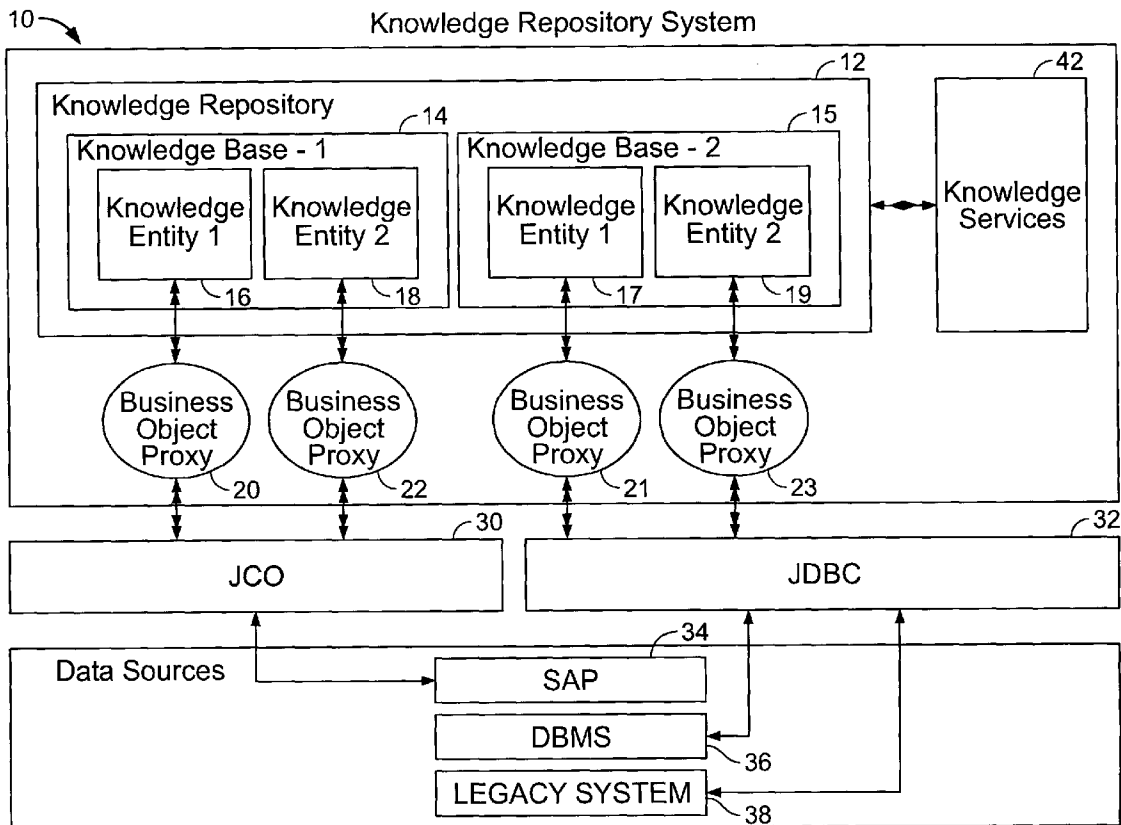 10
Knowledge Repository System
12
42
Knowledge Repository
14
15
Knowledge Base - 1
Knowledge Base - 2
Knowledge
Entity 1
Knowledge
Entity 2
Knowledge
Entity 1
Knowledge
Entity 2
Knowledge
Services
16
18
17
19
Business
Object
Proxy
Business
Object
Proxy
Business
Object
Proxy
Business
Object
Proxy
20
22
21
23
30
32
JCO
JDBC
34
Data Sources
SAP
DBMS
36
LEGACY SYSTEM
38